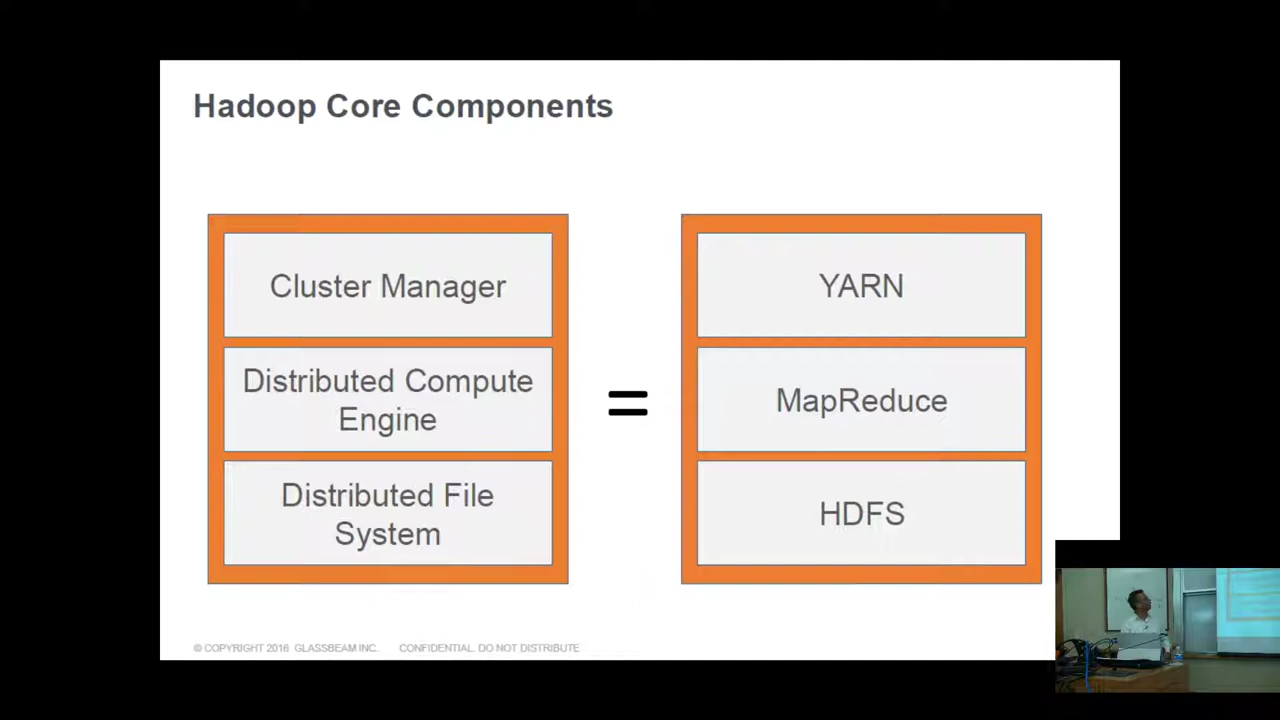 Hadoop Core Components
Cluster Manager
Distributed Compute
Engine
Distributed File
System
=
YARN
MapReduce
HDFS
© COPYRIGHT 2016 GLASSBEAM INC. CONFIDENTIAL. DO NOT DISTRIBUTE